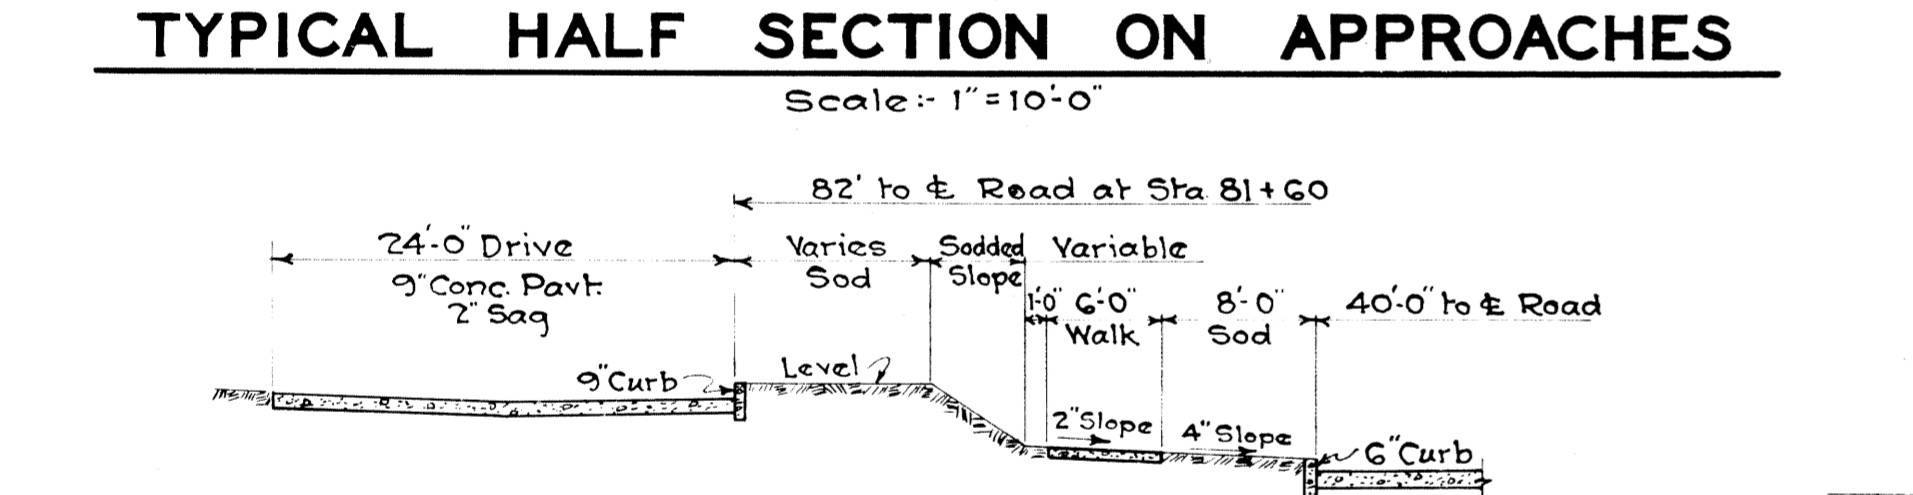 TYPICAL HALF SECTION ON APPROACHES
Scale:- 1"=10'-0"
82' to ℄ Road at Sta. 81+60
24'-0" Drive
9" Conc. Pavt.
2" Sag
Varies
Sod
Sodded
Slope
Variable
1'-0"
6'-0"
Walk
8'-0"
Sod
40'-0" to ℄ Road
9" Curb
Level
2" Slope
4" Slope
6" Curb